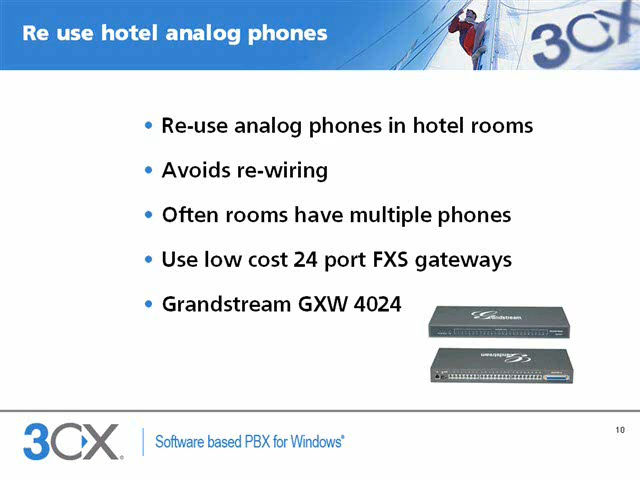 Re use hotel analog phones
3CX
• Re-use analog phones in hotel rooms
• Avoids re-wiring
• Often rooms have multiple phones
• Use low cost 24 port FXS gateways
• Grandstream GXW 4024
Grandstream
Grandstream
3CX®
Software based PBX for Windows®
10